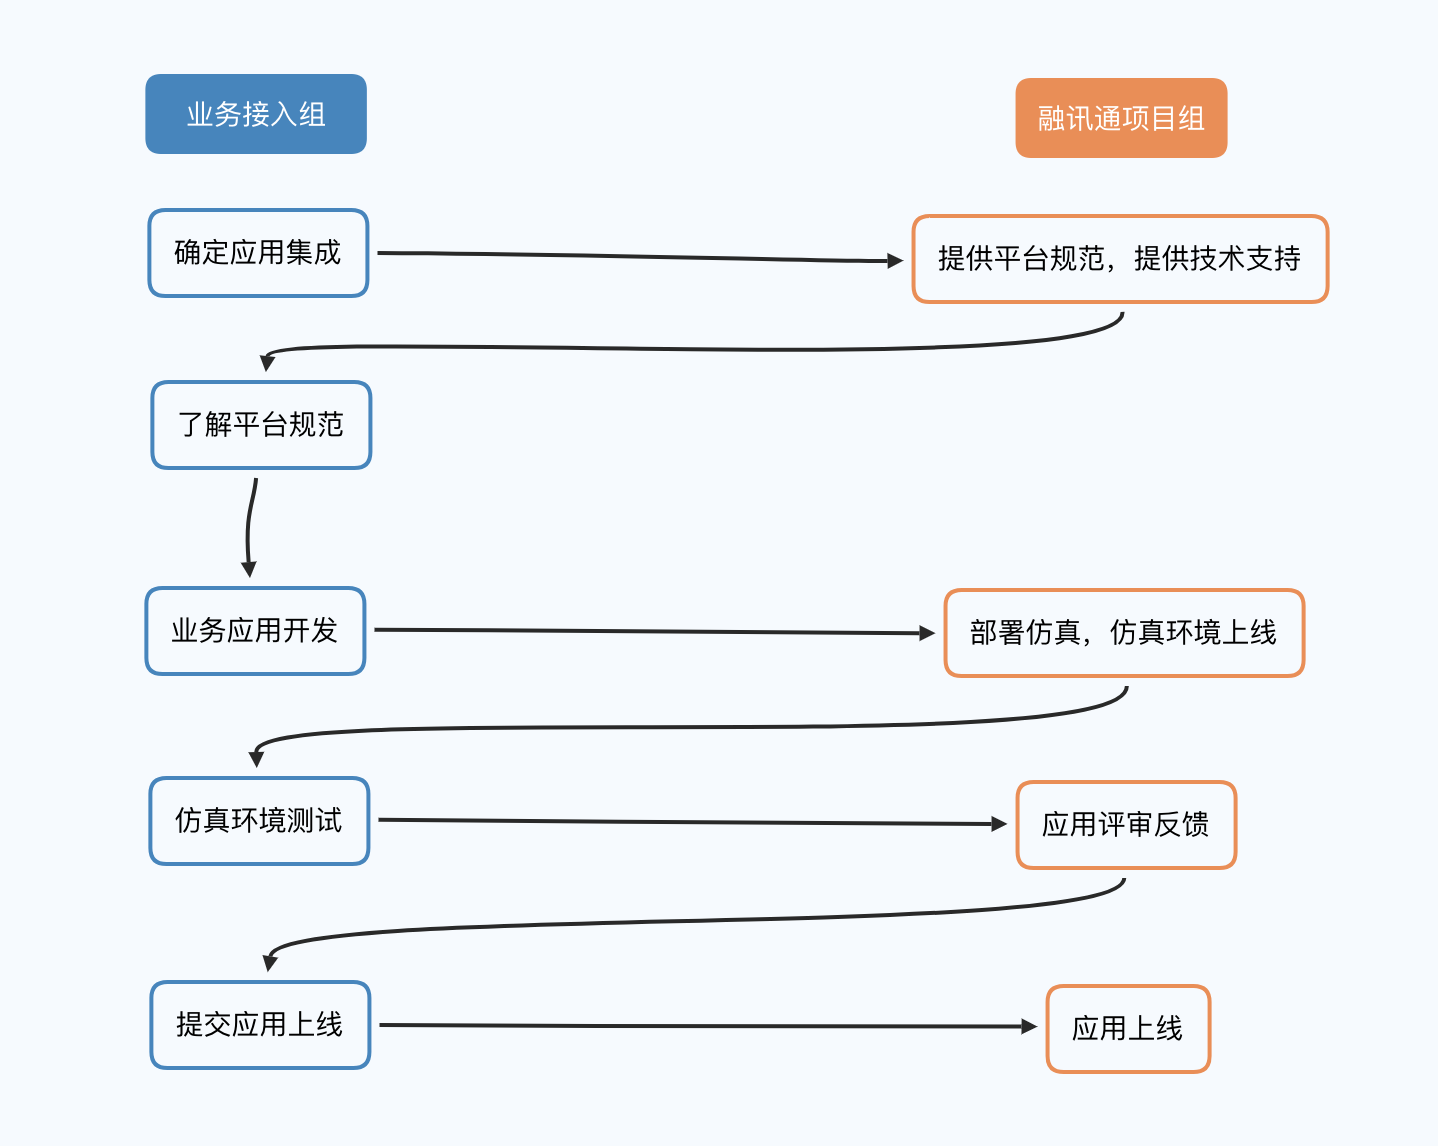 业务接入组
融讯通项目组
确定应用集成
提供平台规范，提供技术支持
了解平台规范
业务应用开发
部署仿真，仿真环境上线
仿真环境测试
应用评审反馈
提交应用上线
应用上线